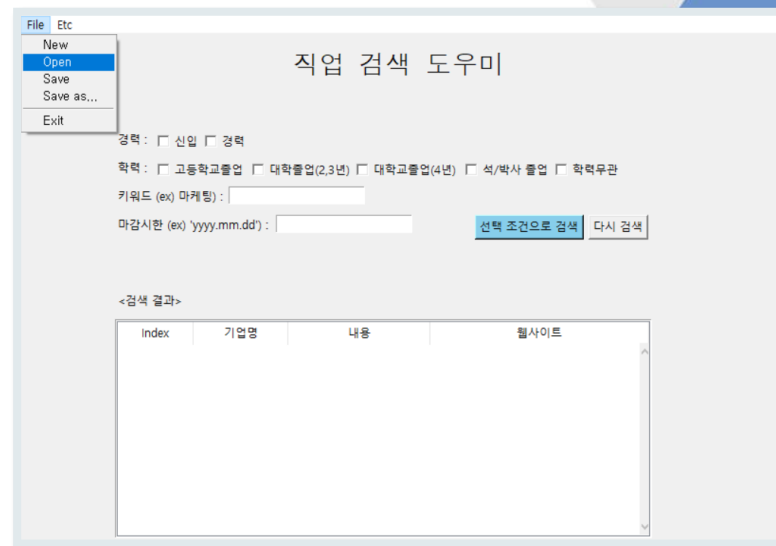 File Etc
New
Open
Save
Save as...
Exit
직업 검색 도우미
경력 : 신입 경력
학력 : 고등학교졸업 대학졸업(2,3년) 대학교졸업(4년) 석/박사 졸업 학력무관
키워드 (ex) 마케팅) :
마감시한 (ex) 'yyyy.mm.dd') : 선택 조건으로 검색 다시 검색
<검색 결과>
Index 기업명 내용 웹사이트